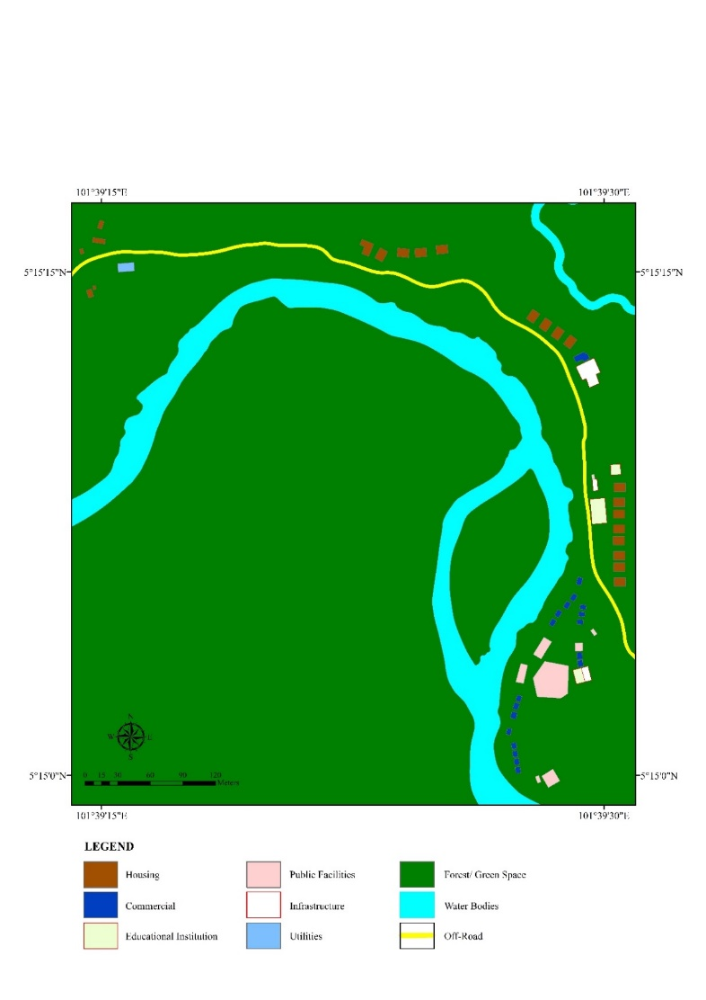 101°39'15"E 101°39'30"E
5°15'15"N 5°15'15"N
N
W E
S
5°15'0"N 5°15'0"N
0 15 30 60 90 120
Meters
101°39'15"E 101°39'30"E
LEGEND
Housing Public Facilities Forest/ Green Space
Commercial Infrastructure Water Bodies
Educational Institution Utilities Off-Road